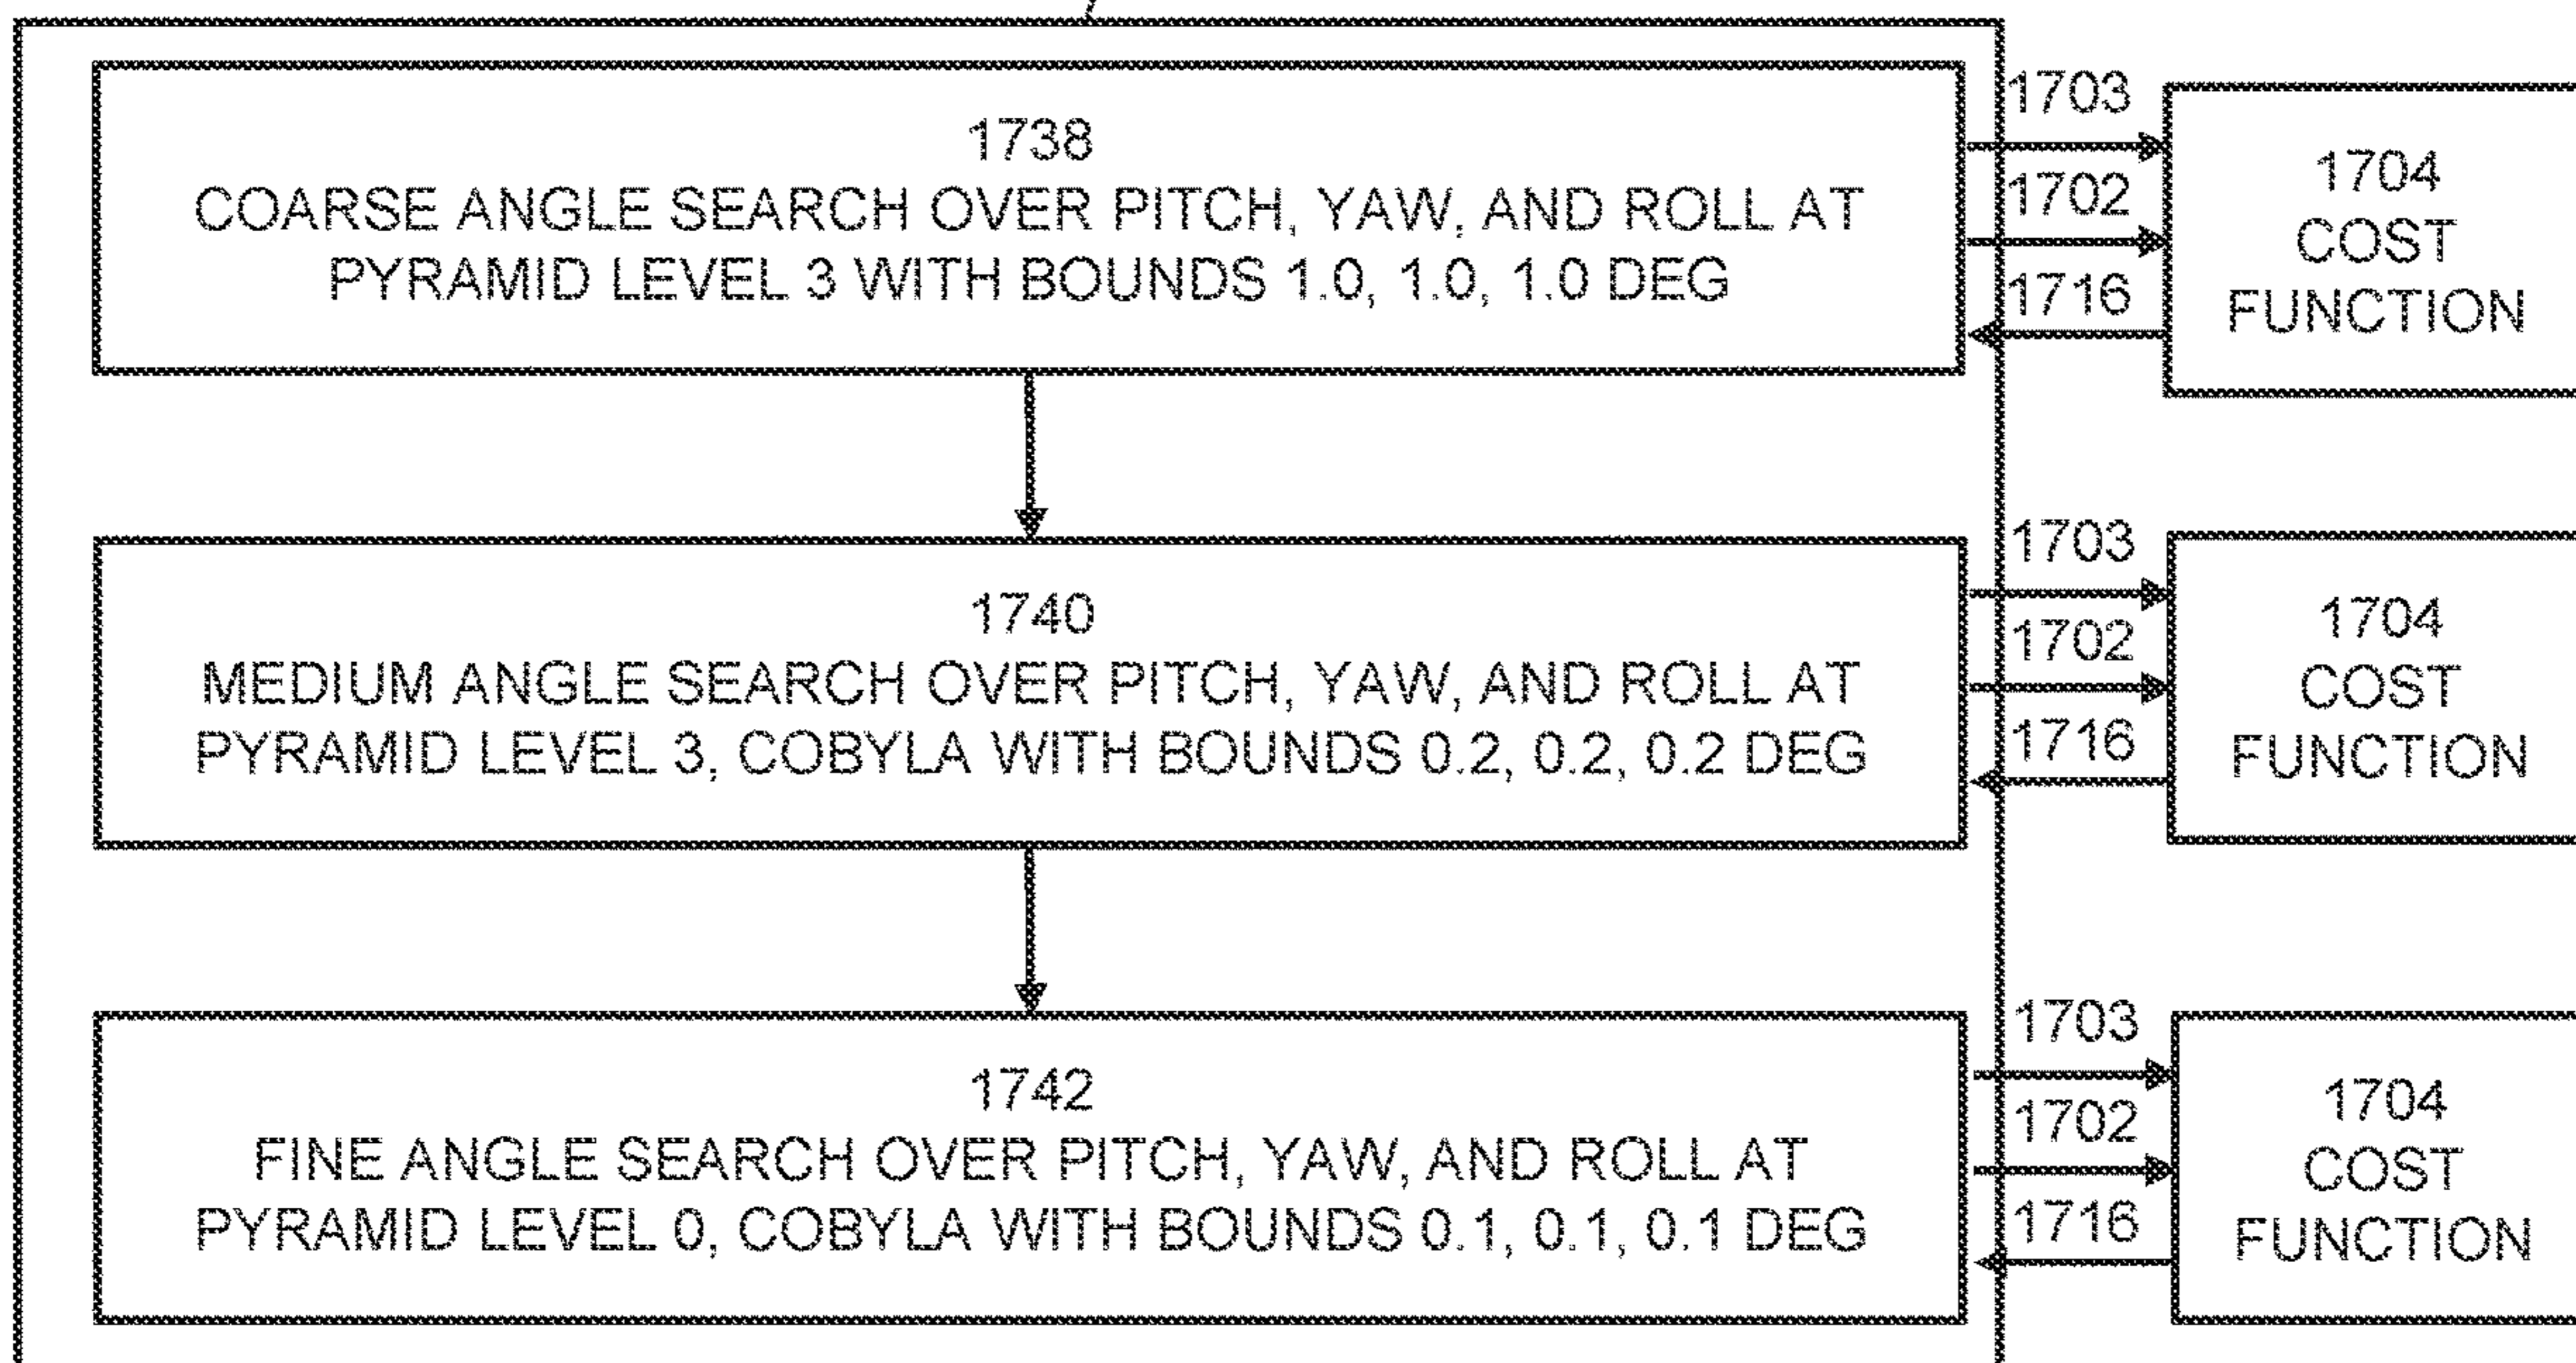 1738
COARSE ANGLE SEARCH OVER PITCH, YAW, AND ROLL AT
PYRAMID LEVEL 3 WITH BOUNDS 1.0, 1.0, 1.0 DEG
1703
1702
1716
1704
COST
FUNCTION
1740
MEDIUM ANGLE SEARCH OVER PITCH, YAW, AND ROLL AT
PYRAMID LEVEL 3, COBYLA WITH BOUNDS 0.2, 0.2, 0.2 DEG
1703
1702
1716
1704
COST
FUNCTION
1742
FINE ANGLE SEARCH OVER PITCH, YAW, AND ROLL AT
PYRAMID LEVEL 0, COBYLA WITH BOUNDS 0.1, 0.1, 0.1 DEG
1703
1702
1716
1704
COST
FUNCTION